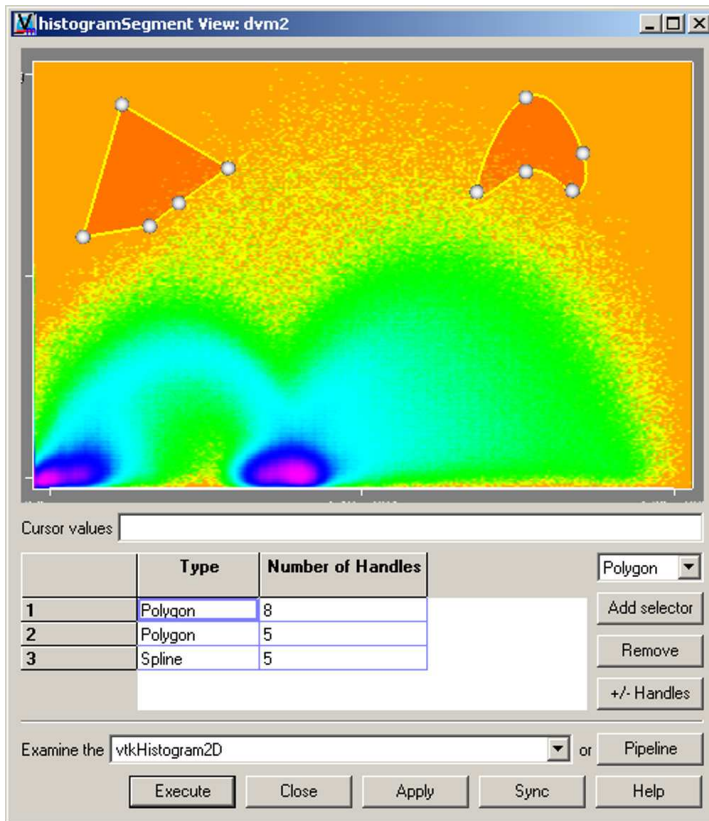 histogramSegment View: dvm2
Cursor values
Type Number of Handles
Polygon
1 Polygon 8
Add selector
2 Polygon 5
3 Spline 5
Remove
+/- Handles
Examine the vtkHistogram2D or Pipeline
Execute Close Apply Sync Help